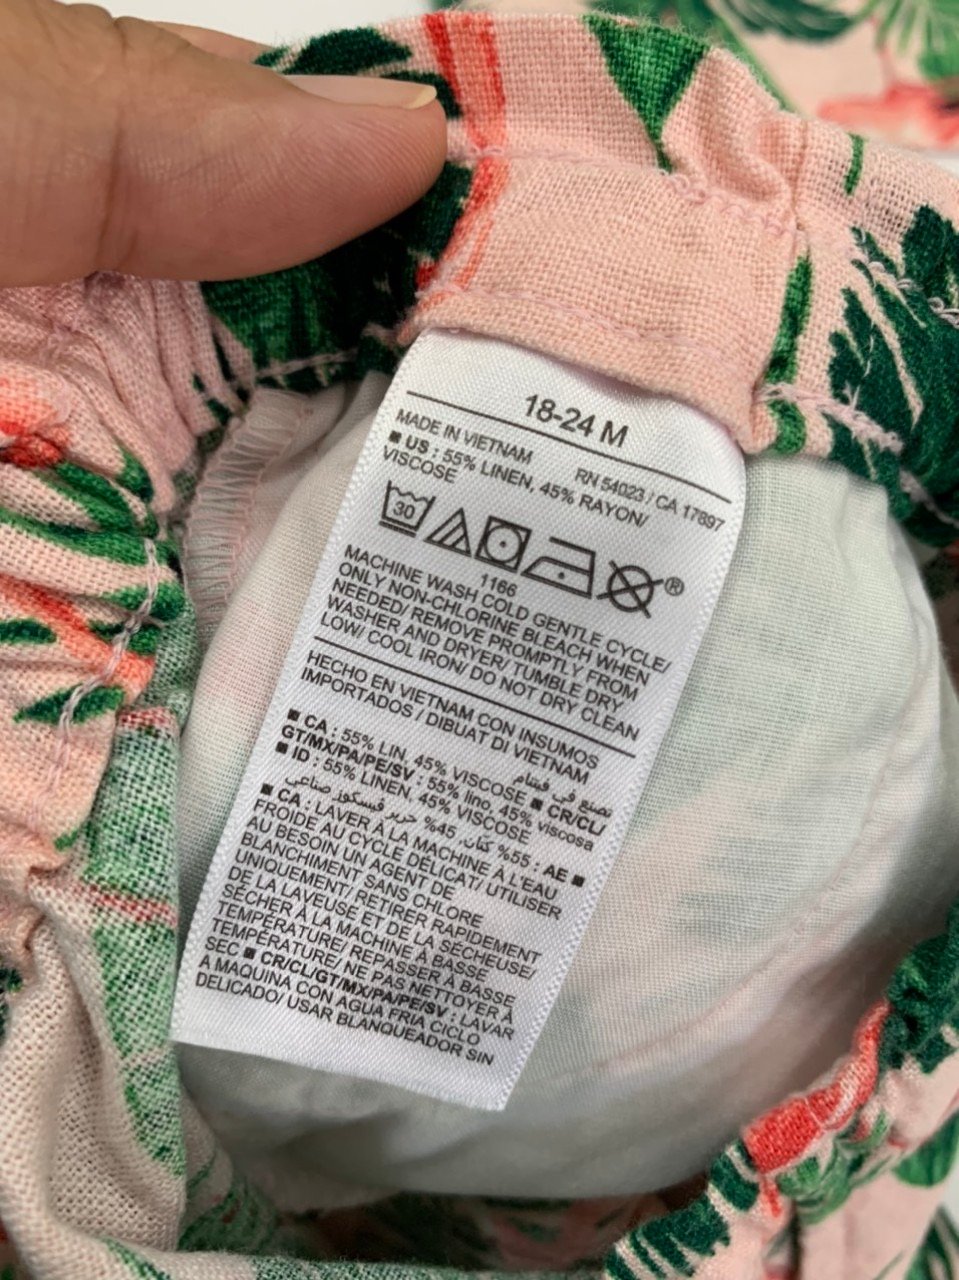 18-24 M
MADE IN VIETNAM RN 54023 / CA 17897
■ US : 55% LINEN, 45% RAYON/
VISCOSE
30
®
1166
MACHINE WASH COLD GENTLE CYCLE/
ONLY NON-CHLORINE BLEACH WHEN
NEEDED/ REMOVE PROMPTLY FROM
WASHER AND DRYER/ TUMBLE DRY
LOW/ COOL IRON/ DO NOT DRY CLEAN
HECHO EN VIETNAM CON INSUMOS
IMPORTADOS / DIBUAT DI VIETNAM
صنع في فيتنام
■ CA : 55% LIN, 45% VISCOSE ■ CR/CL/
GT/MX/PA/PE/SV : 55% lino, 45% viscosa
■ ID : 55% LINEN, 45% VISCOSE
■ AE : 55% كتان، 45% حرير فيسكوز صناعي
■ CA : LAVER À LA MACHINE À L'EAU
FROIDE AU CYCLE DÉLICAT/ UTILISER
AU BESOIN UN AGENT DE
BLANCHIMENT SANS CHLORE
UNIQUEMENT/ RETIRER RAPIDEMENT
DE LA LAVEUSE ET DE LA SÉCHEUSE/
SÉCHER À LA MACHINE À BASSE
TEMPÉRATURE/ REPASSER À BASSE
TEMPÉRATURE/ NE PAS NETTOYER À
SEC ■ CR/CL/GT/MX/PA/PE/SV : LAVAR
A MAQUINA CON AGUA FRIA CICLO
DELICADO/ USAR BLANQUEADOR SIN